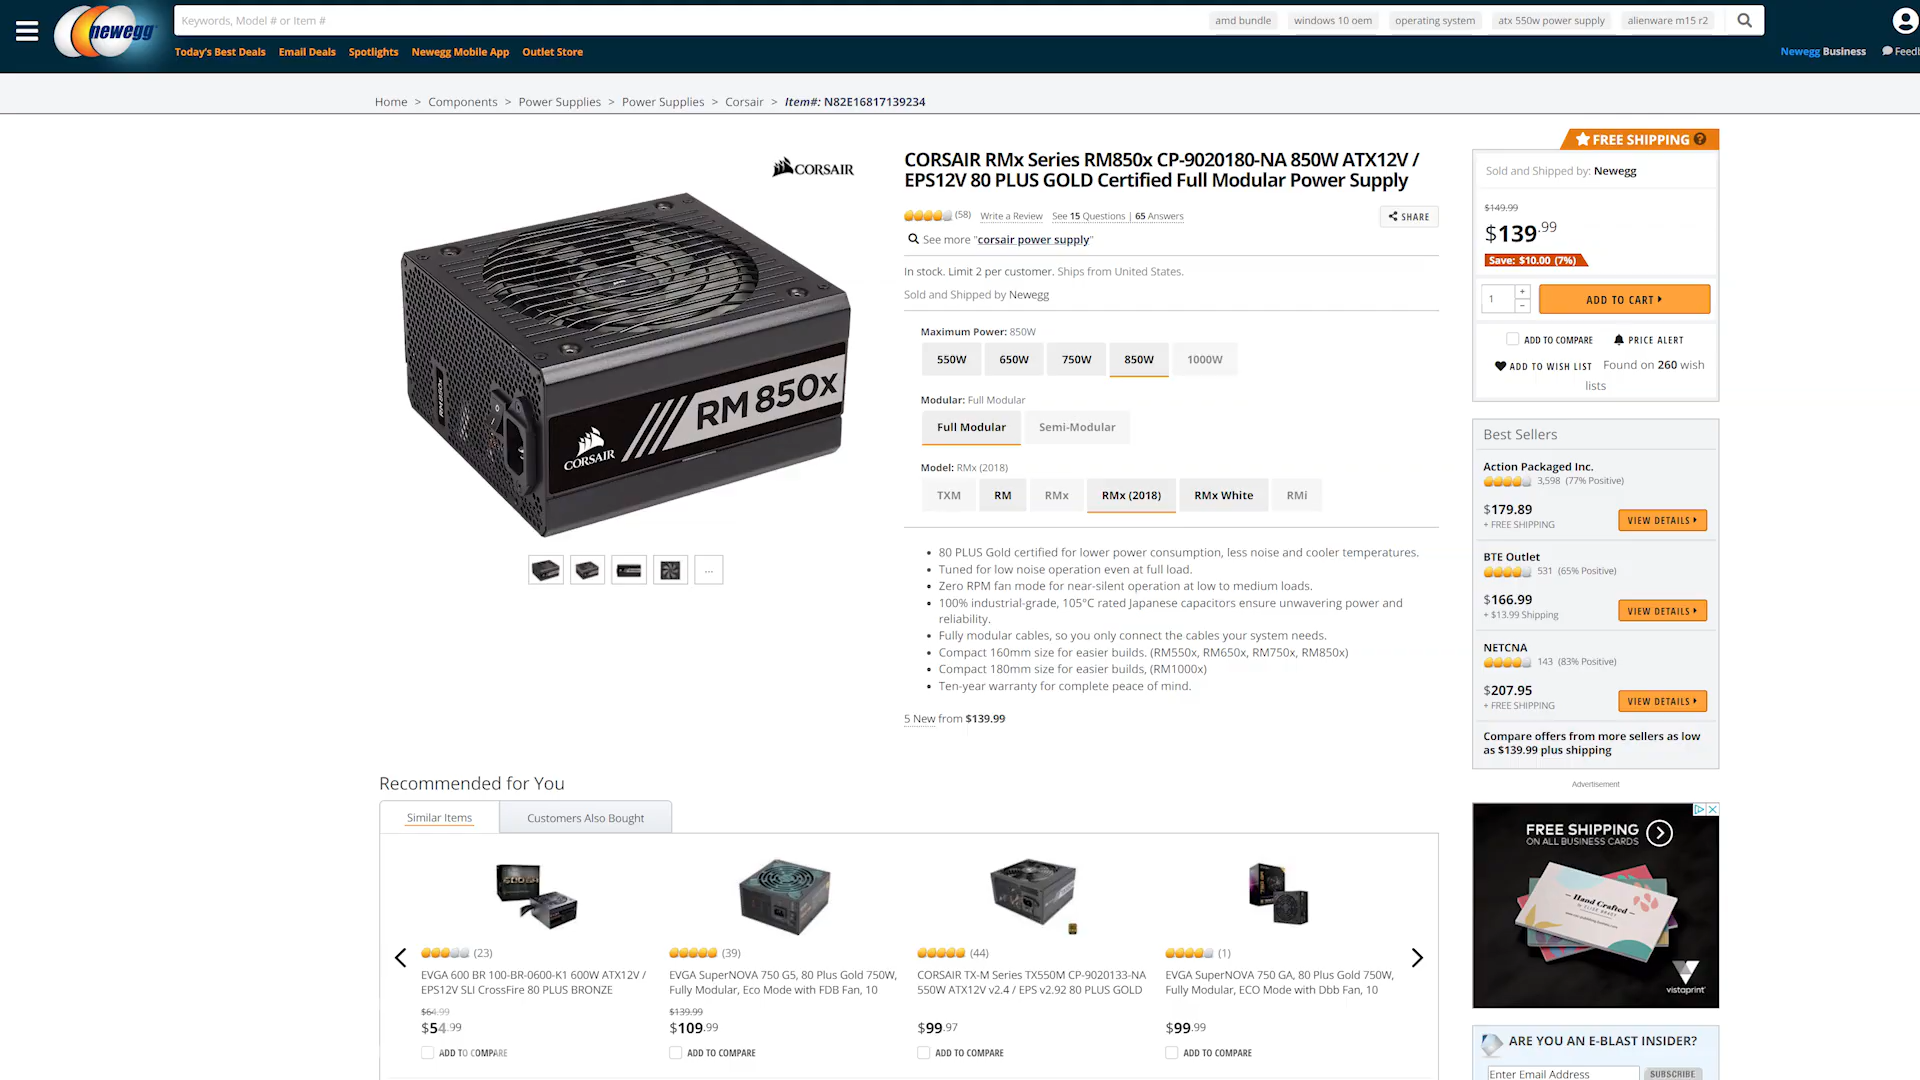 newegg
Keywords, Model # or Item #
amd bundle
windows 10 oem
operating system
atx 550w power supply
alienware m15 r2
Today's Best Deals
Email Deals
Spotlights
Newegg Mobile App
Outlet Store
Newegg Business
Home > Components > Power Supplies > Power Supplies > Corsair > Item#: N82E16817139234
CORSAIR
RM850x
RM 850x
CORSAIR
...
CORSAIR RMx Series RM850x CP-9020180-NA 850W ATX12V /
EPS12V 80 PLUS GOLD Certified Full Modular Power Supply
(58) Write a Review See 15 Questions | 65 Answers
SHARE
See more "corsair power supply"
In stock. Limit 2 per customer. Ships from United States.
Sold and Shipped by Newegg
Maximum Power: 850W
550W 650W 750W 850W 1000W
Modular: Full Modular
Full Modular Semi-Modular
Model: RMx (2018)
TXM RM RMx RMx (2018) RMx White RMi
• 80 PLUS Gold certified for lower power consumption, less noise and cooler temperatures.
• Tuned for low noise operation even at full load.
• Zero RPM fan mode for near-silent operation at low to medium loads.
• 100% industrial-grade, 105°C rated Japanese capacitors ensure unwavering power and
reliability.
• Fully modular cables, so you only connect the cables your system needs.
• Compact 160mm size for easier builds. (RM550x, RM650x, RM750x, RM850x)
• Compact 180mm size for easier builds, (RM1000x)
• Ten-year warranty for complete peace of mind.
5 New from $139.99
FREE SHIPPING ?
Sold and Shipped by: Newegg
$149.99
$139.99
Save: $10.00 (7%)
1 + -
ADD TO CART
ADD TO COMPARE
PRICE ALERT
ADD TO WISH LIST Found on 260 wish
lists
Best Sellers
Action Packaged Inc.
3,598 (77% Positive)
$179.89
+ FREE SHIPPING
VIEW DETAILS
BTE Outlet
531 (65% Positive)
$166.99
+ $13.99 Shipping
VIEW DETAILS
NETCNA
143 (83% Positive)
$207.95
+ FREE SHIPPING
VIEW DETAILS
Compare offers from more sellers as low
as $139.99 plus shipping
Advertisement
FREE SHIPPING
ON ALL BUSINESS CARDS
Hand Crafted
vistaprint
ARE YOU AN E-BLAST INSIDER?
Enter Email Address
SUBSCRIBE
Recommended for You
Similar Items
Customers Also Bought
(23)
EVGA 600 BR 100-BR-0600-K1 600W ATX12V /
EPS12V SLI CrossFire 80 PLUS BRONZE
$64.99
$54.99
ADD TO COMPARE
(39)
EVGA SuperNOVA 750 G5, 80 Plus Gold 750W,
Fully Modular, Eco Mode with FDB Fan, 10
$139.99
$109.99
ADD TO COMPARE
(44)
CORSAIR TX-M Series TX550M CP-9020133-NA
550W ATX12V v2.4 / EPS v2.92 80 PLUS GOLD
$99.97
ADD TO COMPARE
(1)
EVGA SuperNOVA 750 GA, 80 Plus Gold 750W,
Fully Modular, ECO Mode with Dbb Fan, 10
$99.99
ADD TO COMPARE